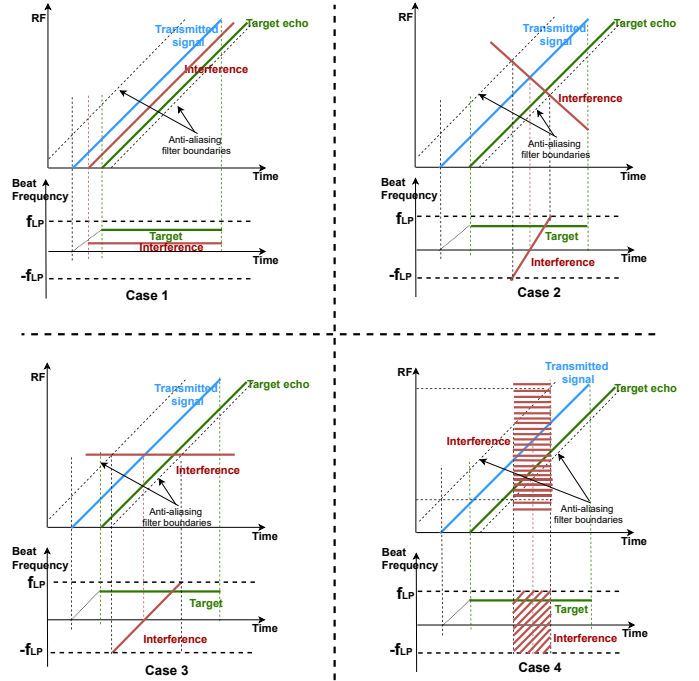 RF
Transmitted
signal
Target echo
Interference
Anti-aliasing
filter boundaries
Time
Beat
Frequency
fLP
Target
Interference
Time
-fLP
Case 1
RF
Transmitted
signal
Target echo
Interference
Anti-aliasing
filter boundaries
Time
Beat
Frequency
fLP
Target
Time
Interference
-fLP
Case 2
RF
Transmitted
signal
Target echo
Interference
Anti-aliasing
filter boundaries
Time
Beat
Frequency
fLP
Target
Time
Interference
-fLP
Case 3
RF
Transmitted
signal
Target echo
Interference
Anti-aliasing
filter boundaries
Time
Beat
Frequency
fLP
Target
Time
Interference
-fLP
Case 4